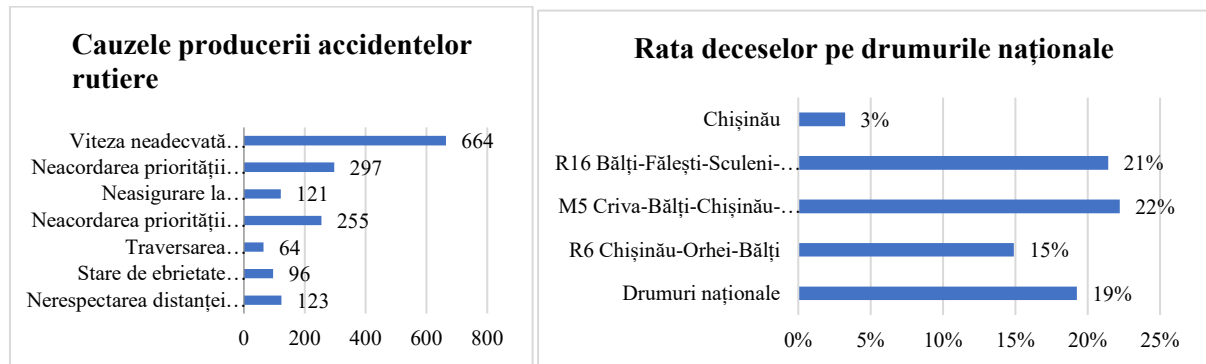 Cauzele producerii accidentelor
rutiere
Viteza neadecvată… 664
Neacordarea priorității… 297
Neasigurare la… 121
Neacordarea priorității… 255
Traversarea… 64
Stare de ebrietate… 96
Nerespectarea distanței… 123
0 200 400 600 800
Rata deceselor pe drumurile naționale
Chișinău 3%
R16 Bălți-Fălești-Sculeni-… 21%
M5 Criva-Bălți-Chișinău-… 22%
R6 Chișinău-Orhei-Bălți 15%
Drumuri naționale 19%
0% 5% 10% 15% 20% 25%